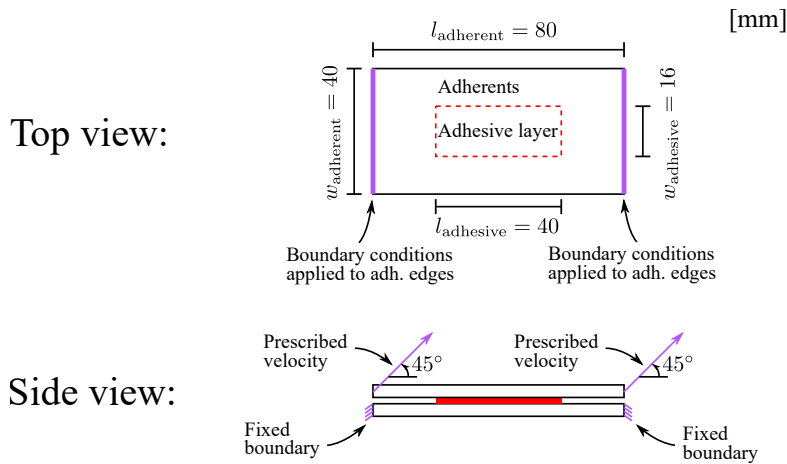 [mm]
l_adherent = 80
w_adherent = 40
Adherents
w_adhesive = 16
Top view:
Adhesive layer
l_adhesive = 40
Boundary conditions
applied to adh. edges
Boundary conditions
applied to adh. edges
Prescribed
velocity
45°
Prescribed
velocity
45°
Side view:
Fixed
boundary
Fixed
boundary